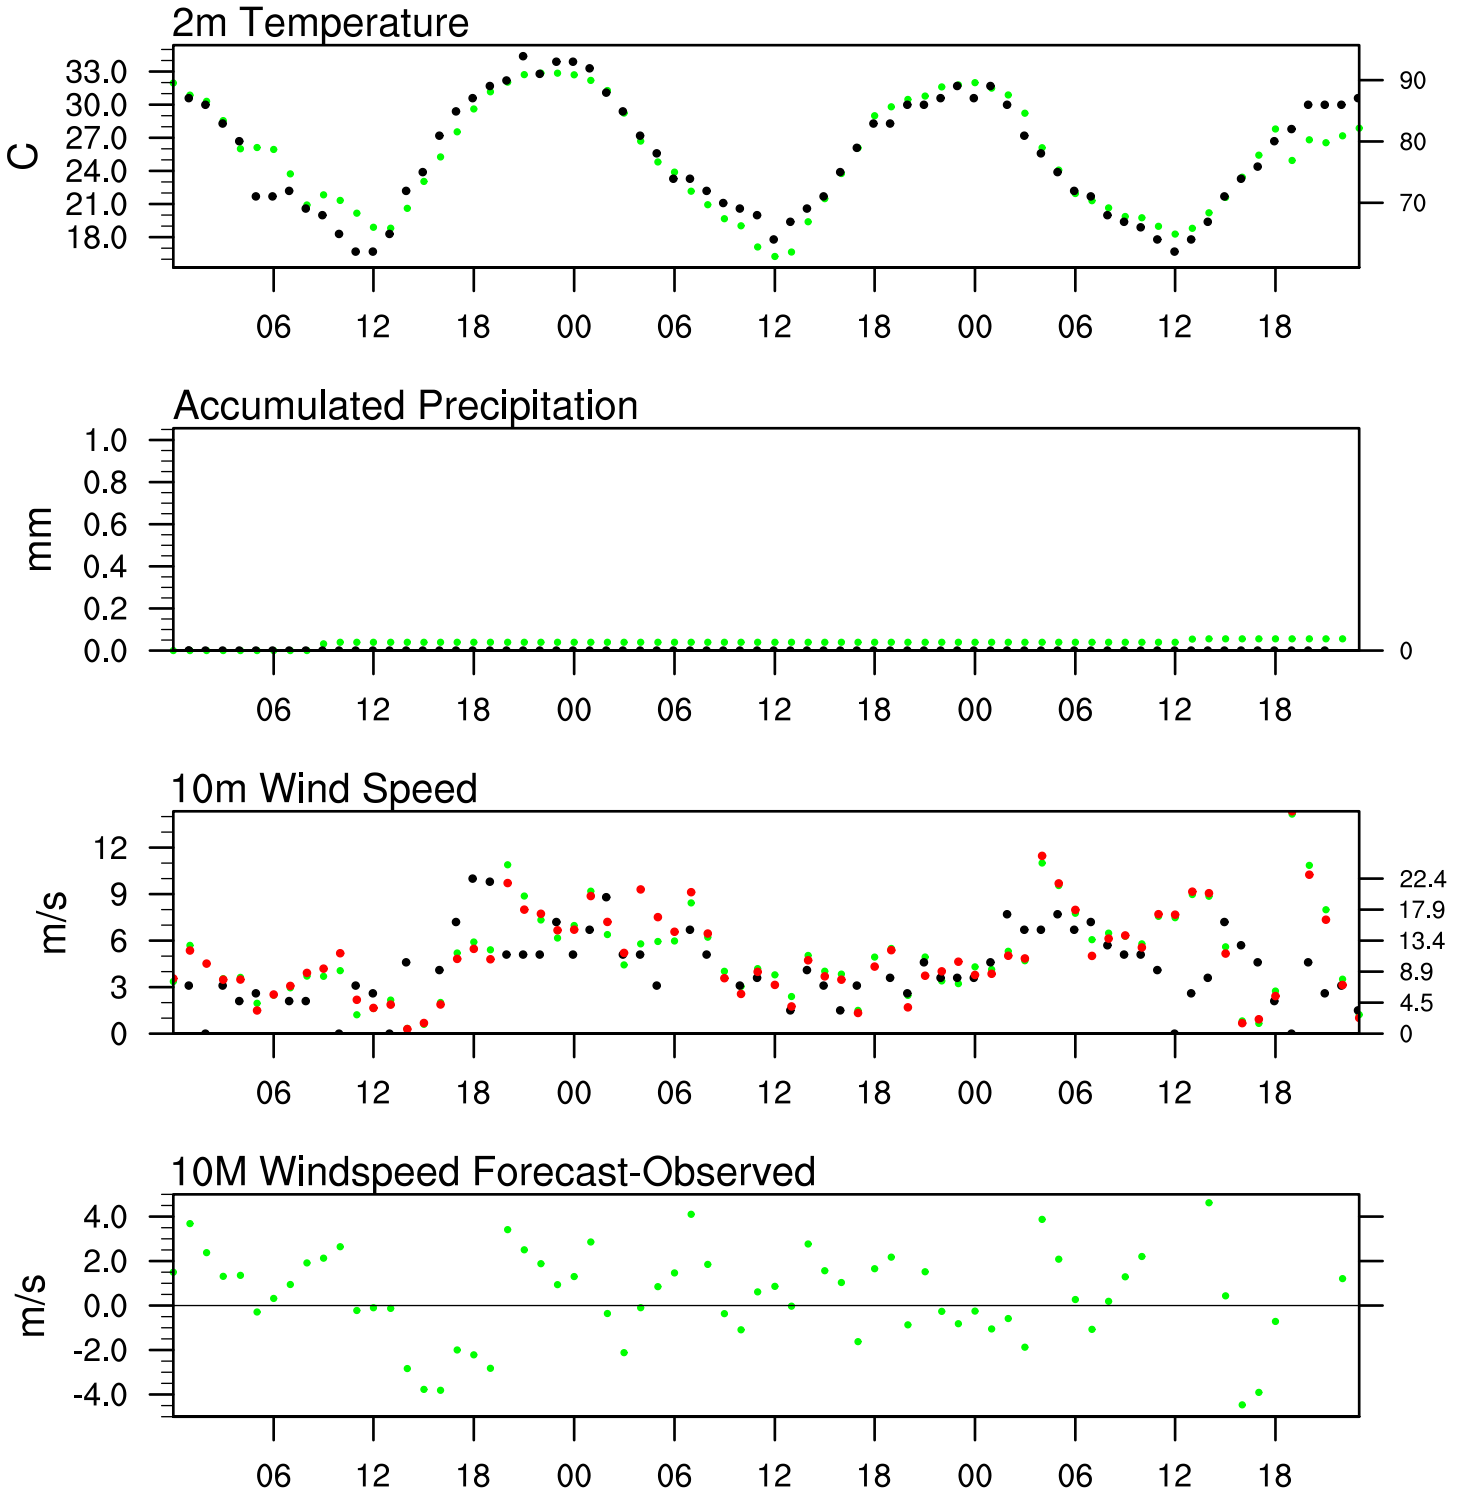 2m Temperature
33.0
30.0
27.0
24.0
21.0
18.0
C
90
80
70
06 12 18 00 06 12 18 00 06 12 18
Accumulated Precipitation
1.0
0.8
0.6
0.4
0.2
0.0
mm
0
06 12 18 00 06 12 18 00 06 12 18
10m Wind Speed
12
9
6
3
0
m/s
22.4
17.9
13.4
8.9
4.5
0
06 12 18 00 06 12 18 00 06 12 18
10M Windspeed Forecast-Observed
4.0
2.0
0.0
-2.0
-4.0
m/s
06 12 18 00 06 12 18 00 06 12 18